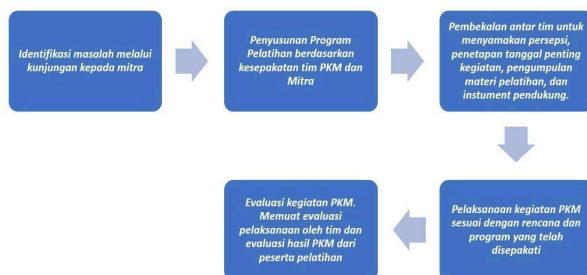 Identifikasi masalah melalui
kunjungan kepada mitra
Penyusunan Program
Pelatihan berdasarkan
kesepakatan tim PKM dan
Mitra
Pembekalan antar tim untuk
menyamakan persepsi,
penetapan tanggal penting
kegiatan, pengumpulan
materi pelatihan, dan
instument pendukung.
Pelaksanaan kegiatan PKM
sesuai dengan rencana dan
program yang telah
disepakati
Evaluasi kegiatan PKM.
Memuat evaluasi
pelaksanaan oleh tim dan
evaluasi hasil PKM dari
peserta pelatihan